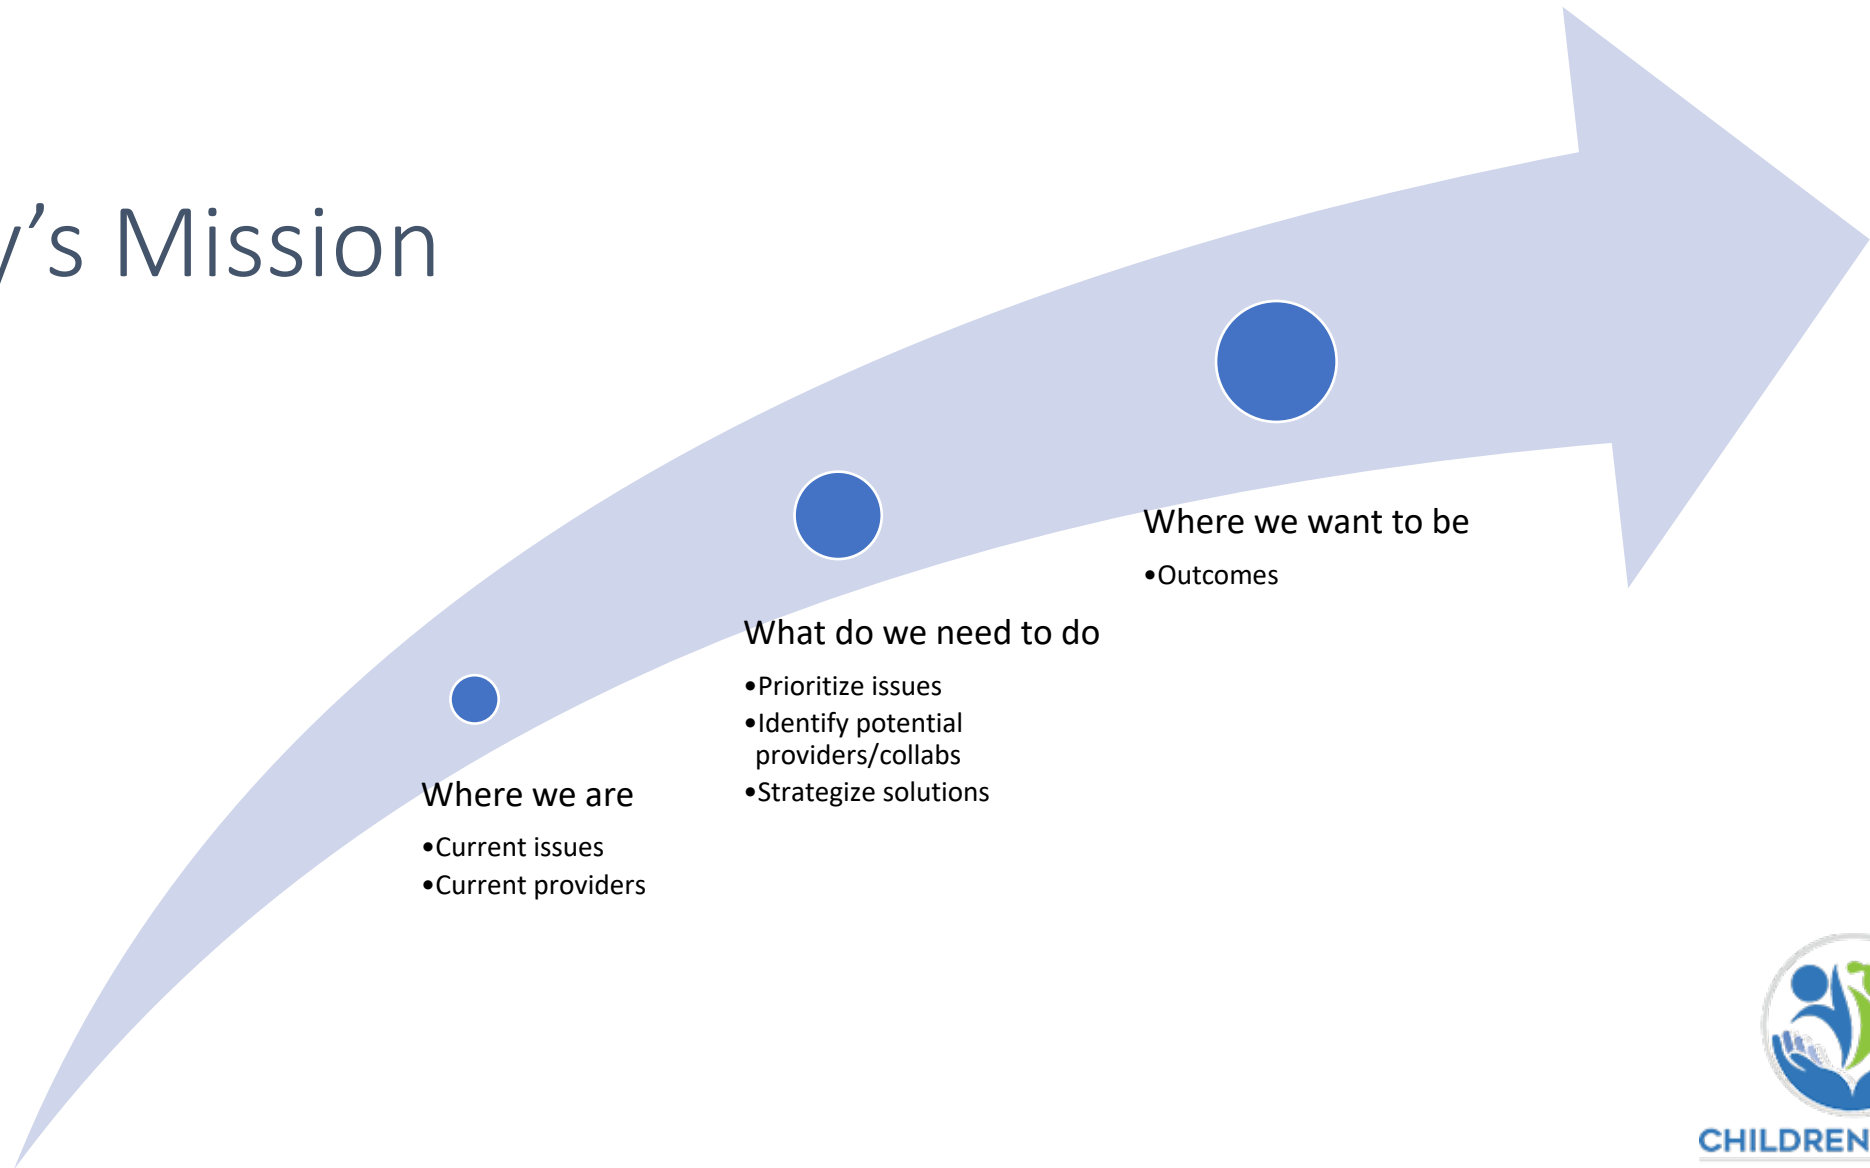 y’s Mission
Where we want to be
•Outcomes
What do we need to do
•Prioritize issues
•Identify potential
providers/collabs
•Strategize solutions
Where we are
•Current issues
•Current providers
CHILDREN